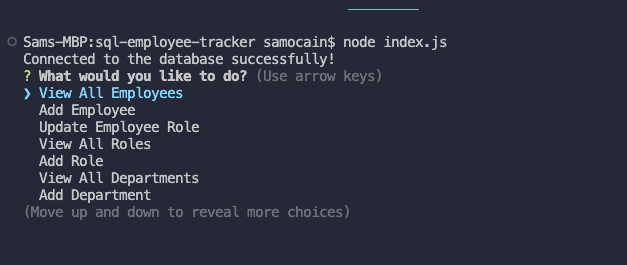 Sams-MBP:sql-employee-tracker samocain$ node index.js
Connected to the database successfully!
? What would you like to do? (Use arrow keys)
❯ View All Employees
Add Employee
Update Employee Role
View All Roles
Add Role
View All Departments
Add Department
(Move up and down to reveal more choices)